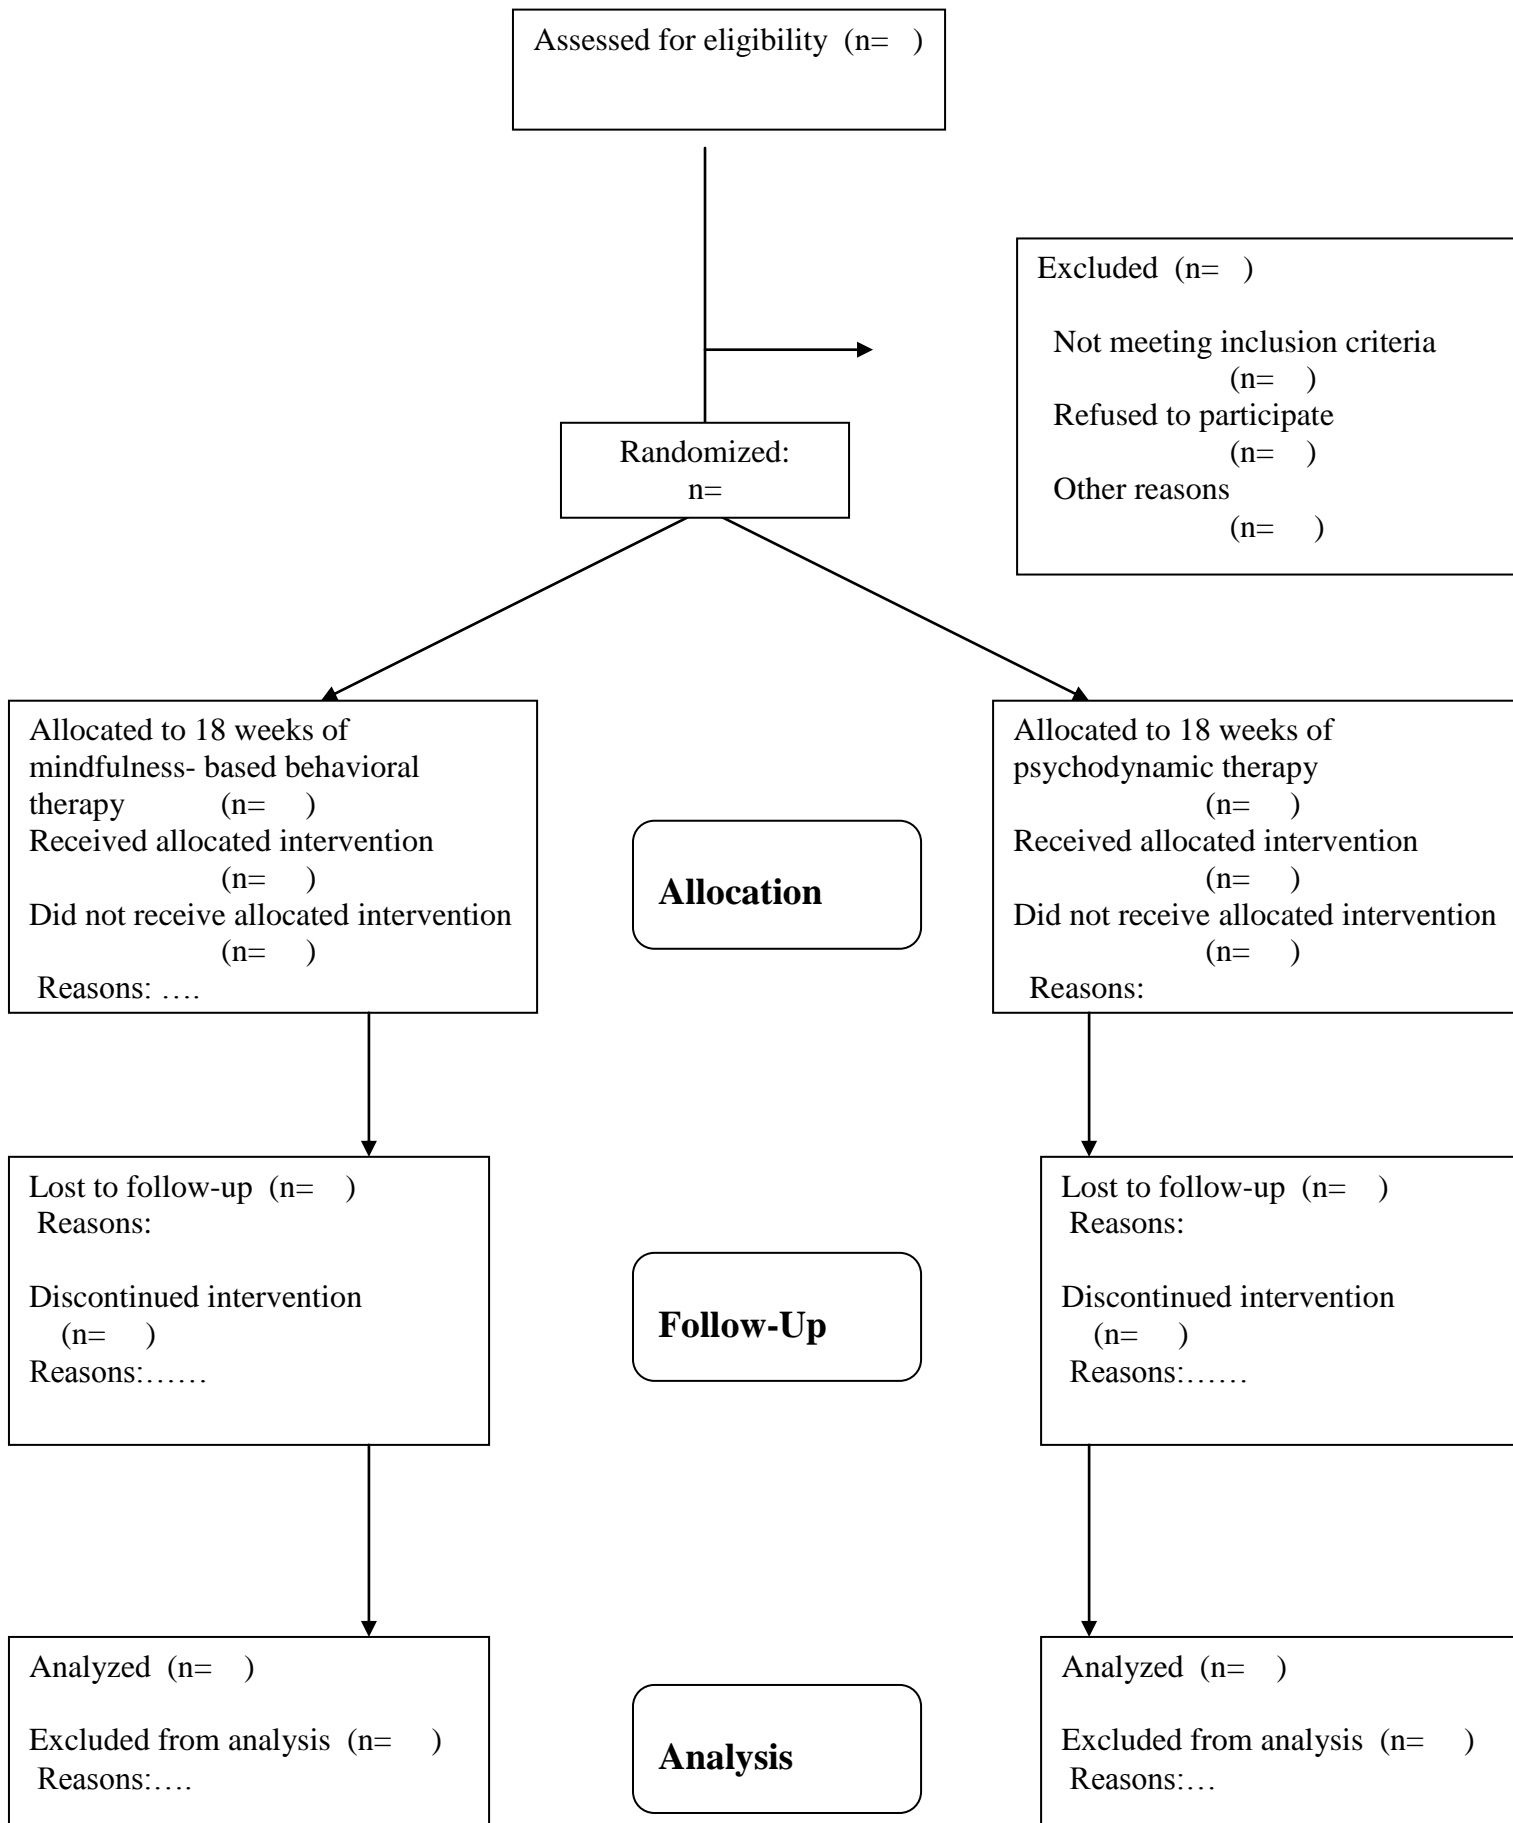 Assessed for eligibility  (n=   )
Excluded  (n=   )
Not meeting inclusion criteria
(n=    )
Refused to participate
(n=    )
Other reasons
(n=    )
Randomized:
n=
Allocated to 18 weeks of
mindfulness- based behavioral
therapy            (n=    )
Received allocated intervention
(n=    )
Did not receive allocated intervention
(n=    )
Reasons: ….
Allocation
Allocated to 18 weeks of
psychodynamic therapy
(n=    )
Received allocated intervention
(n=    )
Did not receive allocated intervention
(n=    )
Reasons:
Lost to follow-up  (n=    )
Reasons:
Discontinued intervention
(n=    )
Reasons:……
Follow-Up
Lost to follow-up  (n=    )
Reasons:
Discontinued intervention
(n=    )
Reasons:……
Analyzed  (n=    )
Excluded from analysis  (n=    )
Reasons:….
Analysis
Analyzed  (n=    )
Excluded from analysis  (n=    )
Reasons:…